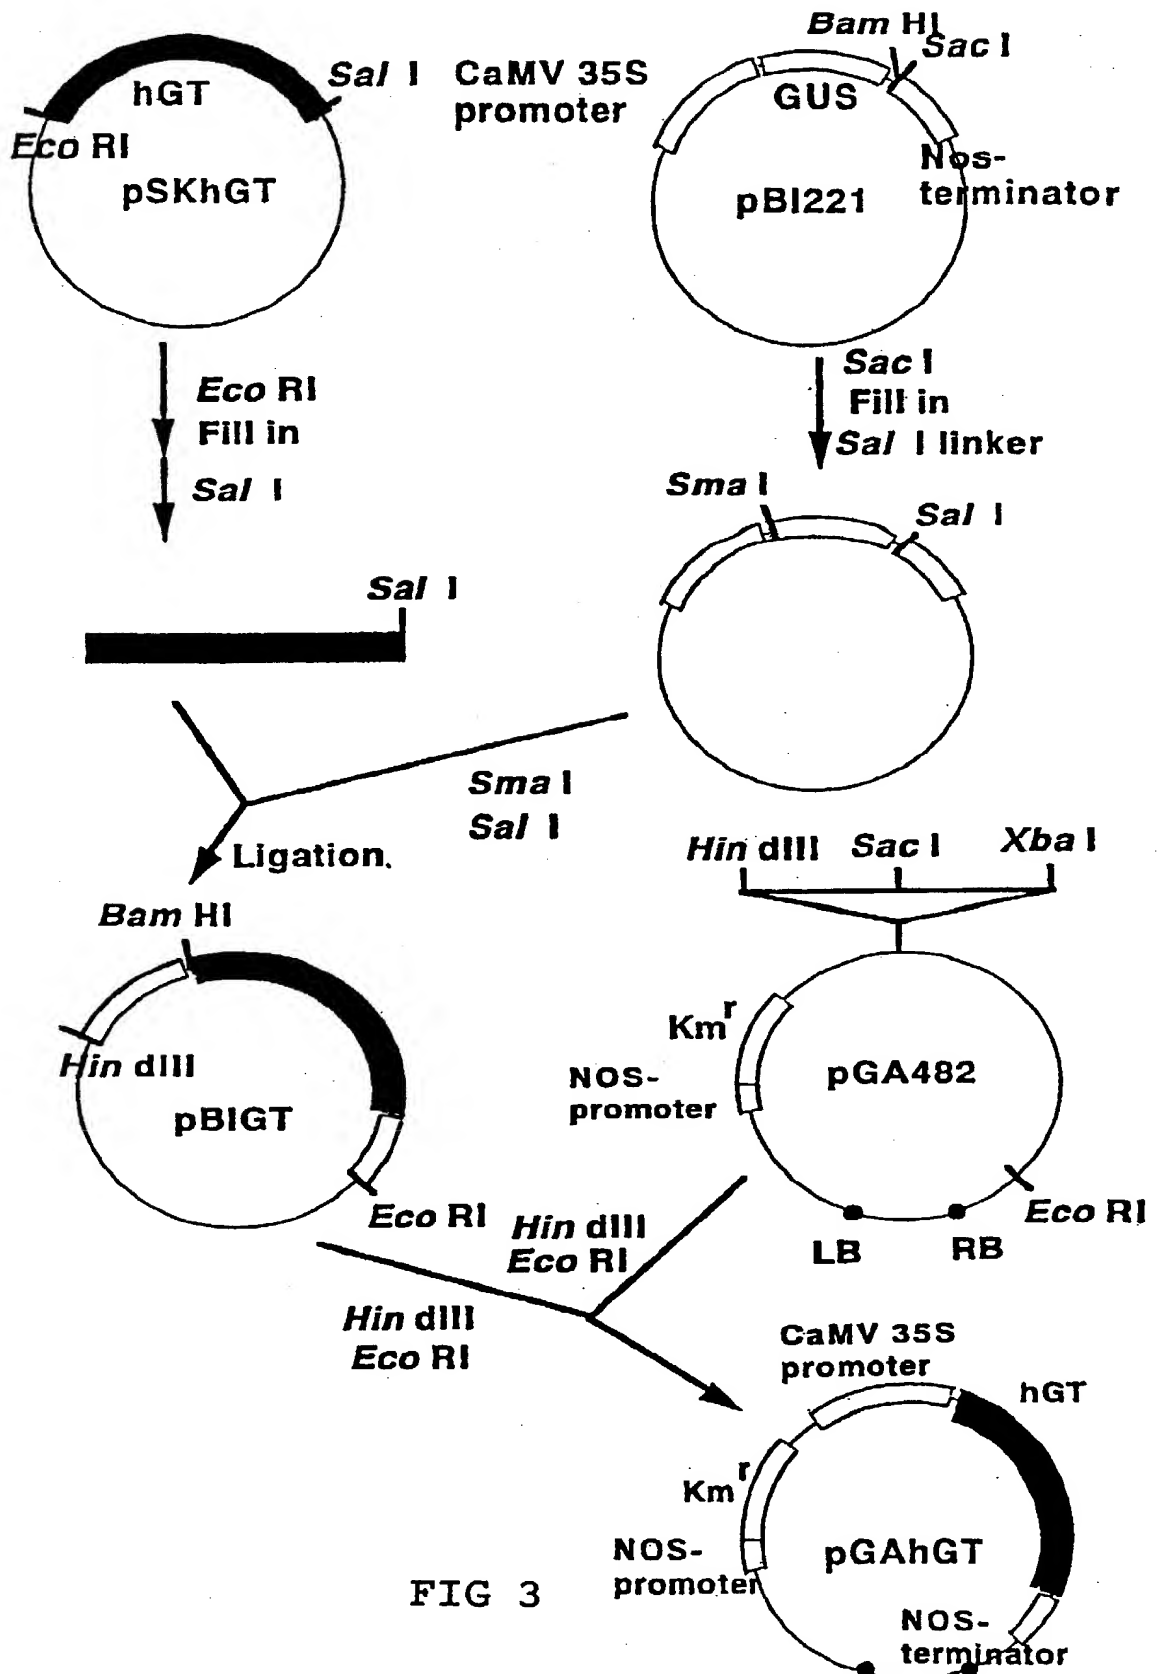 hGT
Sal I
Eco RI
pSKhGT
CaMV 35S
promoter
Bam HI
Sac I
GUS
Nos-
terminator
pBI221
Eco RI
Fill in
Sal I
Sac I
Fill in
Sal I linker
Sma I
Sal I
Sal I
Sma I
Sal I
Ligation.
Bam HI
Hin dIII
pBIGT
Eco RI
Hin dIII Sac I Xba I
Kmr
NOS-
promoter
pGA482
Eco RI
LB RB
Hin dIII
Eco RI
Hin dIII
Eco RI
CaMV 35S
promoter
hGT
Kmr
NOS-
promoter
pGAhGT
NOS-
terminator
FIG 3